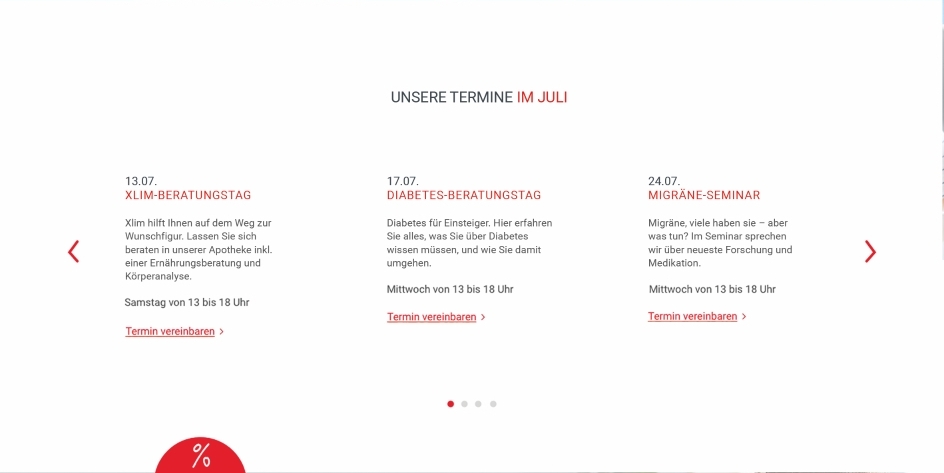 UNSERE TERMINE IM JULI
13.07.
XLIM-BERATUNGSTAG
Xlim hilft Ihnen auf dem Weg zur
Wunschfigur. Lassen Sie sich
beraten in unserer Apotheke inkl.
einer Ernährungsberatung und
Körperanalyse.
Samstag von 13 bis 18 Uhr
Termin vereinbaren >
17.07.
DIABETES-BERATUNGSTAG
Diabetes für Einsteiger. Hier erfahren
Sie alles, was Sie über Diabetes
wissen müssen, und wie Sie damit
umgehen.
Mittwoch von 13 bis 18 Uhr
Termin vereinbaren >
24.07.
MIGRÄNE-SEMINAR
Migräne, viele haben sie – aber
was tun? Im Seminar sprechen
wir über neueste Forschung und
Medikation.
Mittwoch von 13 bis 18 Uhr
Termin vereinbaren >
%